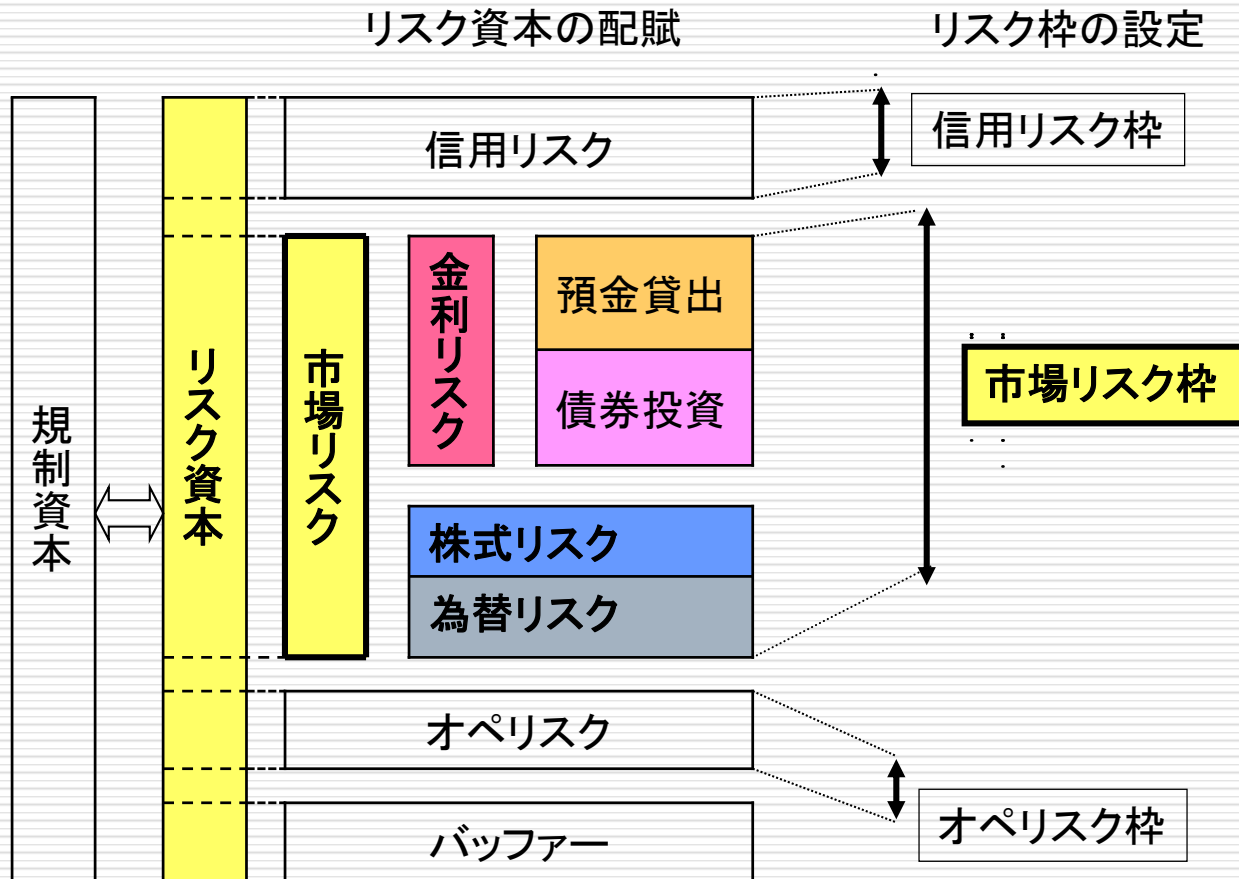 リスク資本の配賦
リスク枠の設定
規制資本
リスク資本
信用リスク
信用リスク枠
市場リスク
金利リスク
預金貸出
債券投資
市場リスク枠
株式リスク
為替リスク
オペリスク
オペリスク枠
バッファー